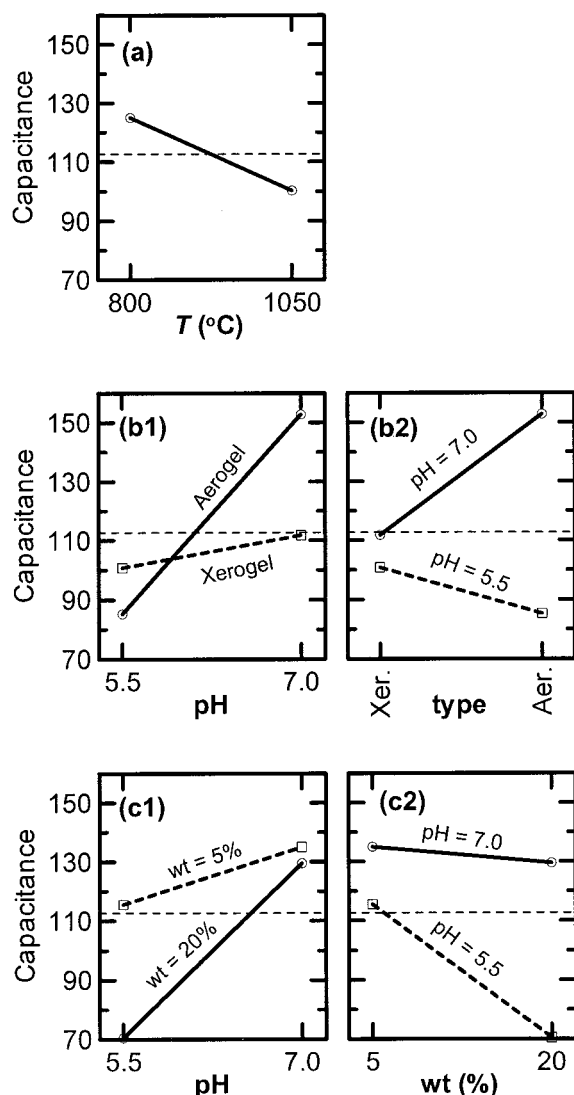 (a)
Capacitance
150
130
110
90
70
800
1050
T (°C)
(b1)
Capacitance
150
130
110
90
70
Aerogel
Xerogel
5.5
7.0
pH
(b2)
pH = 7.0
pH = 5.5
Xer.
type
Aer.
(c1)
Capacitance
150
130
110
90
70
wt = 5%
wt = 20%
5.5
7.0
pH
(c2)
pH = 7.0
pH = 5.5
5
20
wt (%)